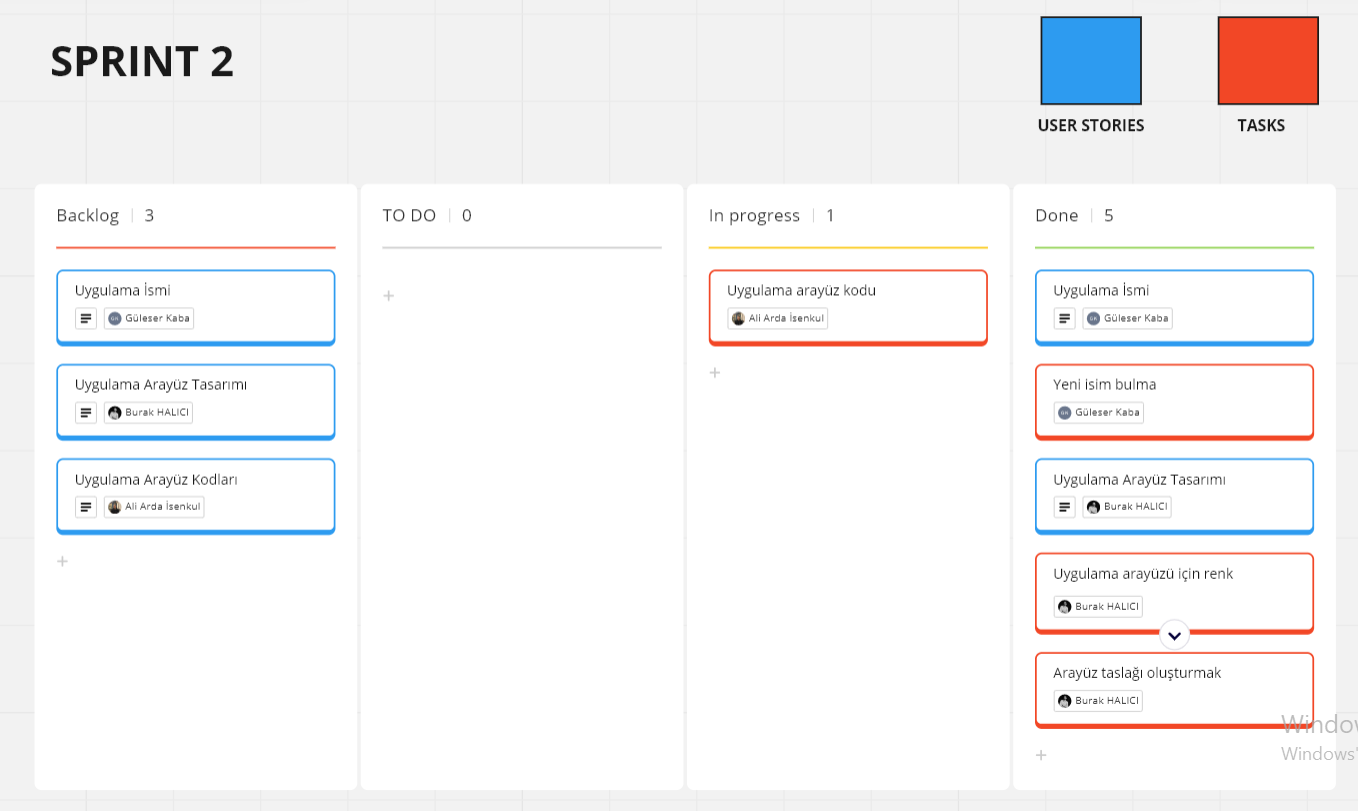 SPRINT 2
USER STORIES
TASKS
Backlog 3
Uygulama İsmi
Güleser Kaba
Uygulama Arayüz Tasarımı
Burak HALICI
Uygulama Arayüz Kodları
Ali Arda İsenkul
TO DO 0
In progress 1
Uygulama arayüz kodu
Ali Arda İsenkul
Done 5
Uygulama İsmi
Güleser Kaba
Yeni isim bulma
Güleser Kaba
Uygulama Arayüz Tasarımı
Burak HALICI
Uygulama arayüzü için renk
Burak HALICI
Arayüz taslağı oluşturmak
Burak HALICI
Windows'